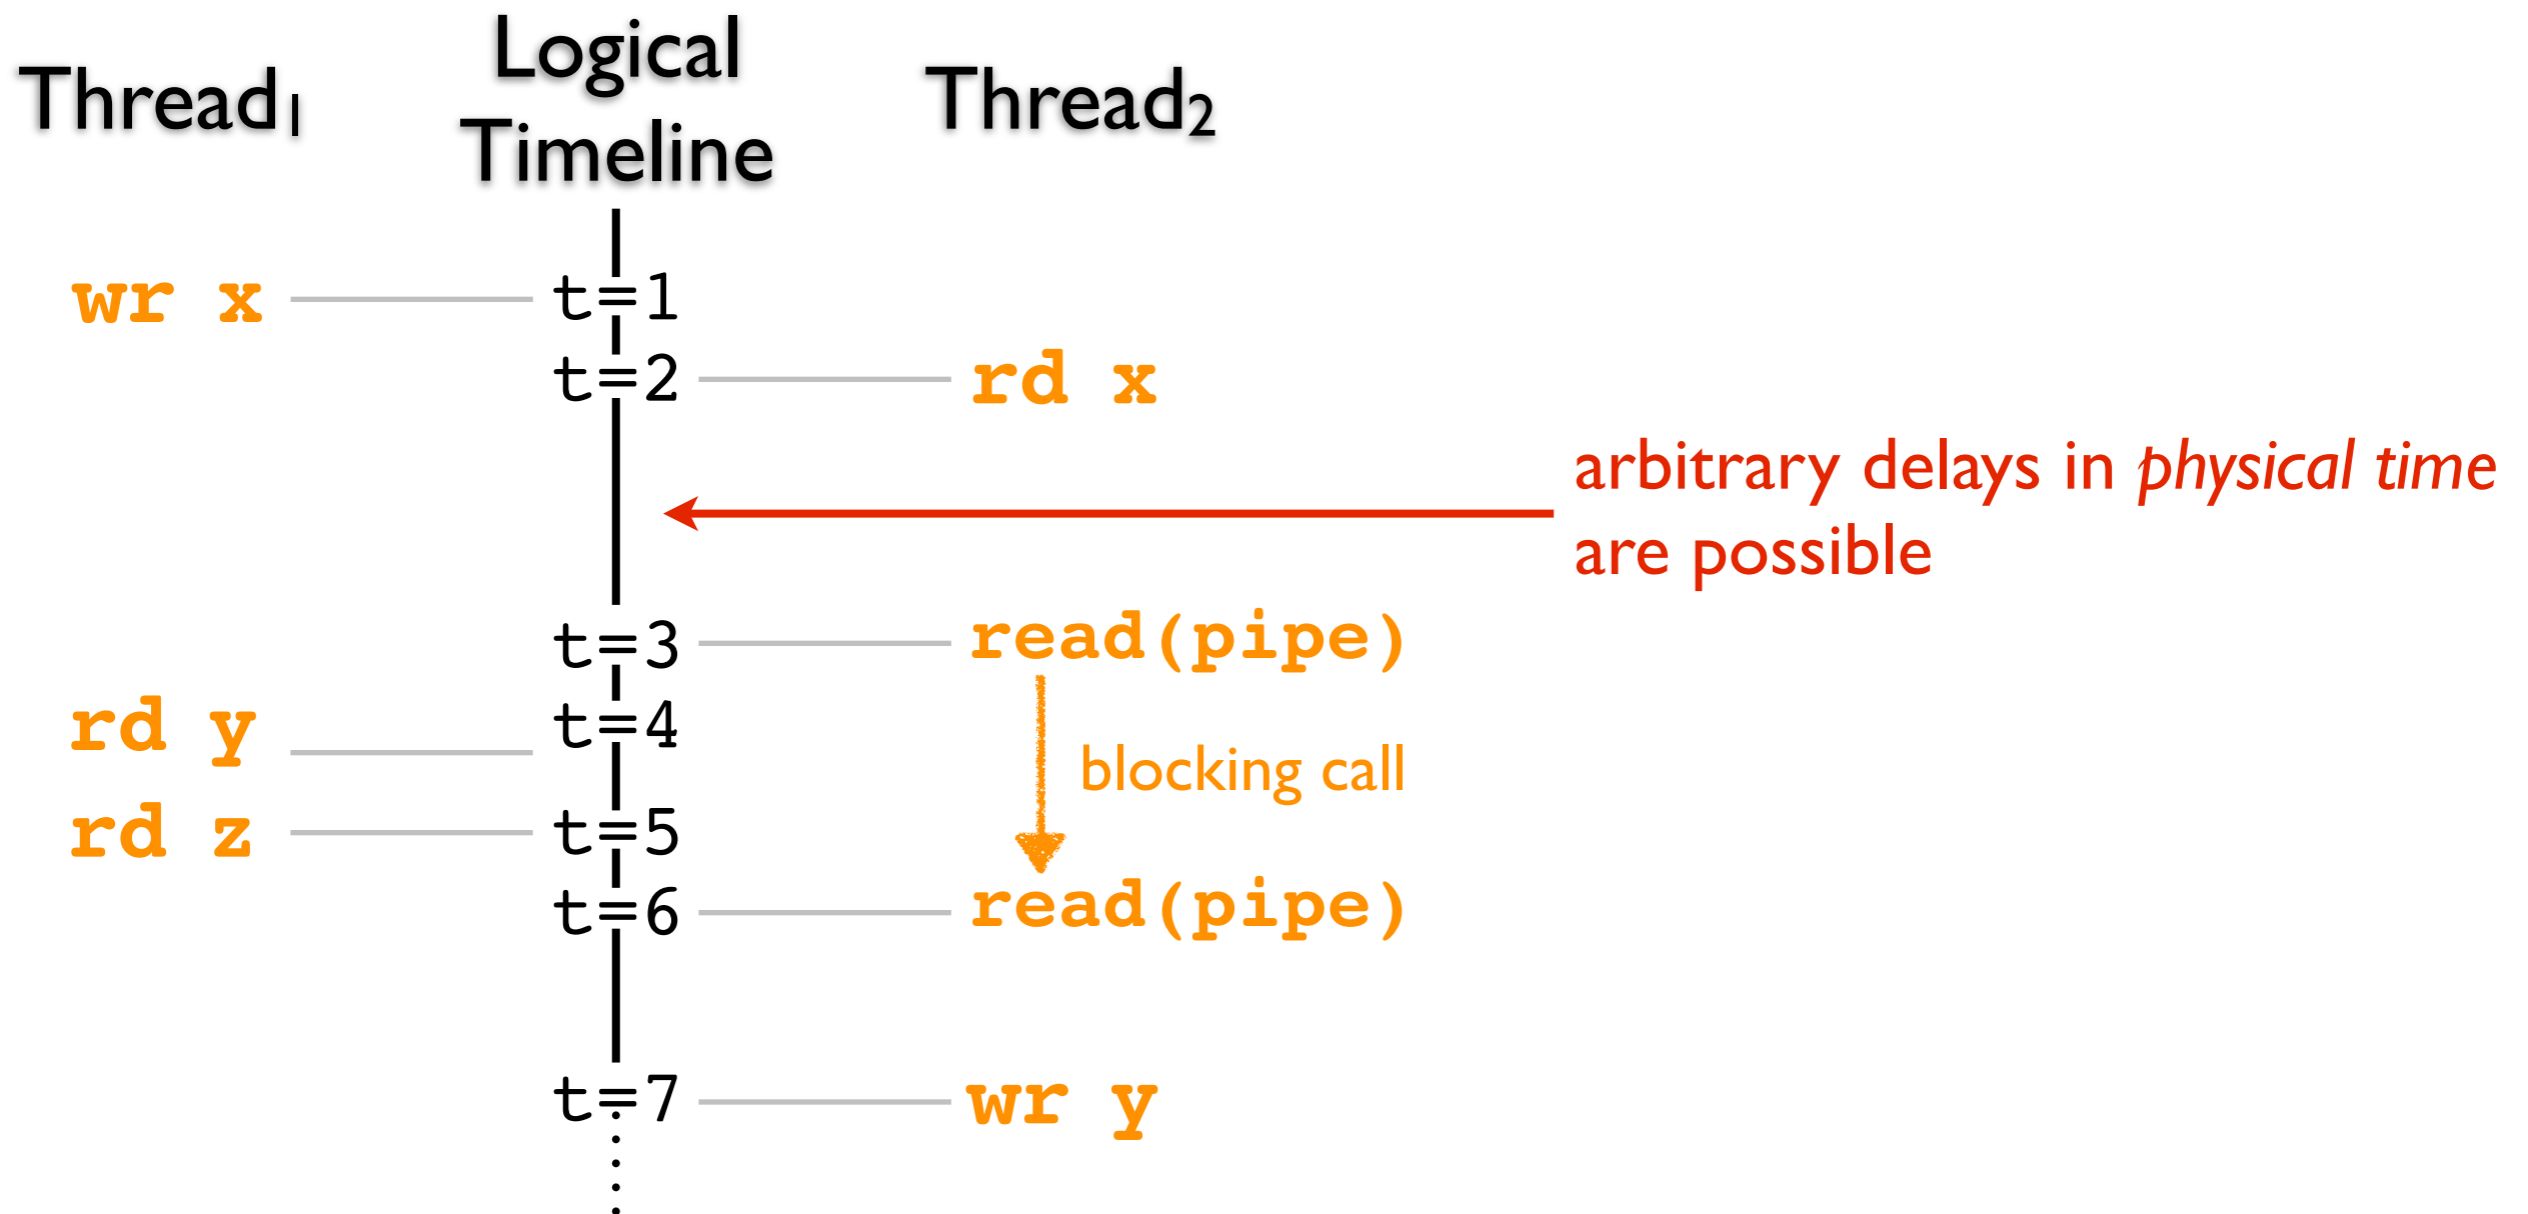 Thread1
Logical
Timeline
Thread2
wr x
t=1
t=2
rd x
arbitrary delays in physical time
are possible
t=3
read(pipe)
rd y
t=4
blocking call
rd z
t=5
t=6
read(pipe)
t=7
wr y